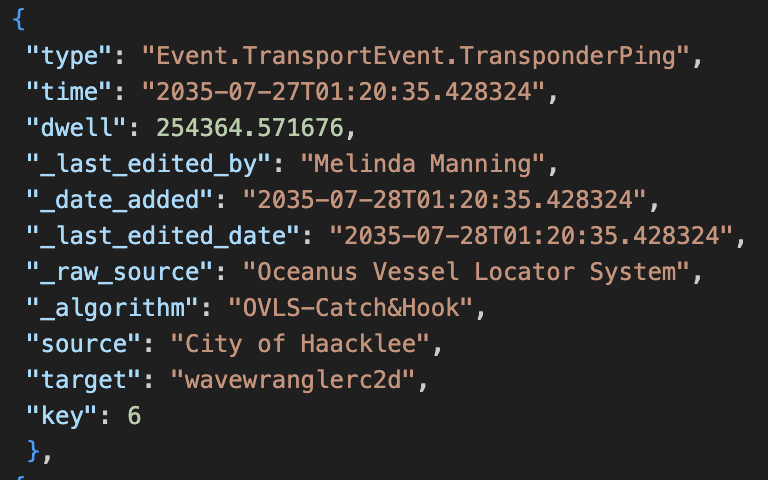 {
"type": "Event.TransportEvent.TransponderPing",
"time": "2035-07-27T01:20:35.428324",
"dwell": 254364.571676,
"_last_edited_by": "Melinda Manning",
"_date_added": "2035-07-28T01:20:35.428324",
"_last_edited_date": "2035-07-28T01:20:35.428324",
"_raw_source": "Oceanus Vessel Locator System",
"_algorithm": "OVLS-Catch&Hook",
"source": "City of Haacklee",
"target": "wavewranglerc2d",
"key": 6
},